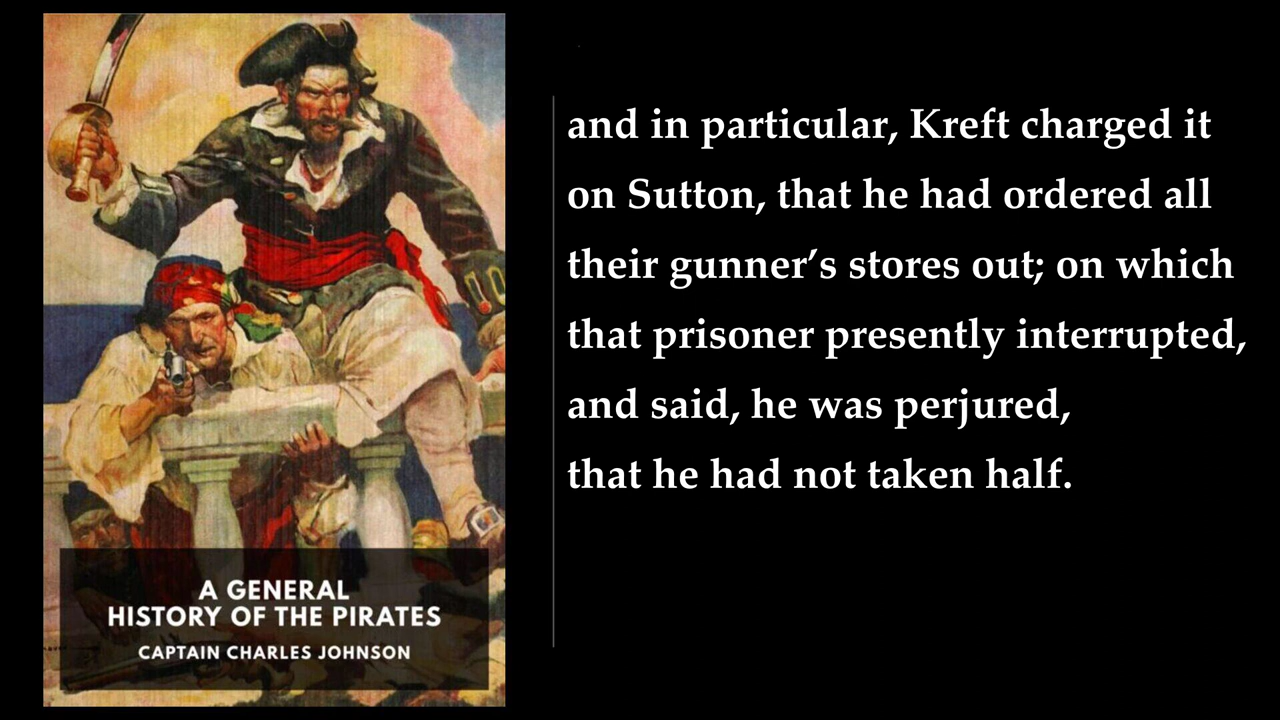 A GENERAL
HISTORY OF THE PIRATES
CAPTAIN CHARLES JOHNSON
and in particular, Kreft charged it
on Sutton, that he had ordered all
their gunner’s stores out; on which
that prisoner presently interrupted,
and said, he was perjured,
that he had not taken half.